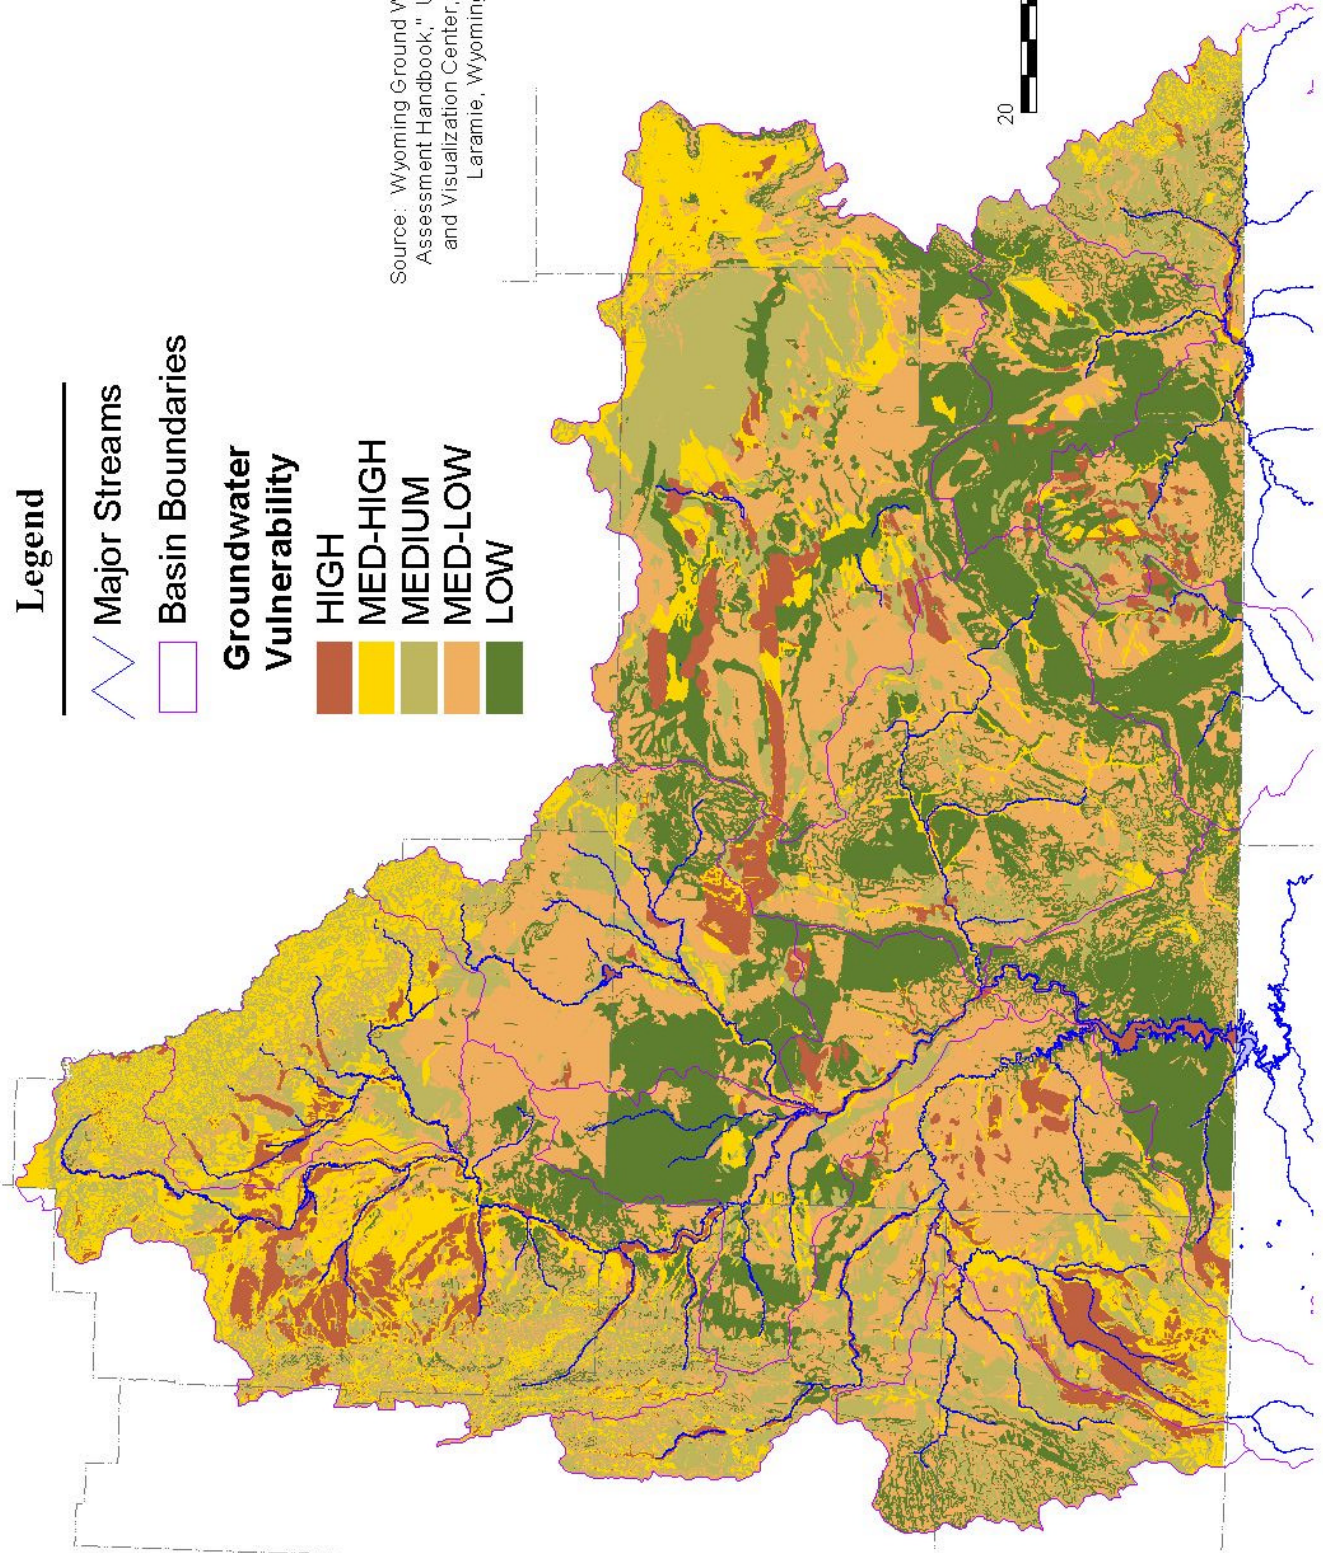 Legend
Major Streams
Basin Boundaries
Groundwater
Vulnerability
HIGH
MED-HIGH
MEDIUM
MED-LOW
LOW
Source: Wyoming Ground W
Assessment Handbook," U
and Visualization Center,
Laramie, Wyoming
20